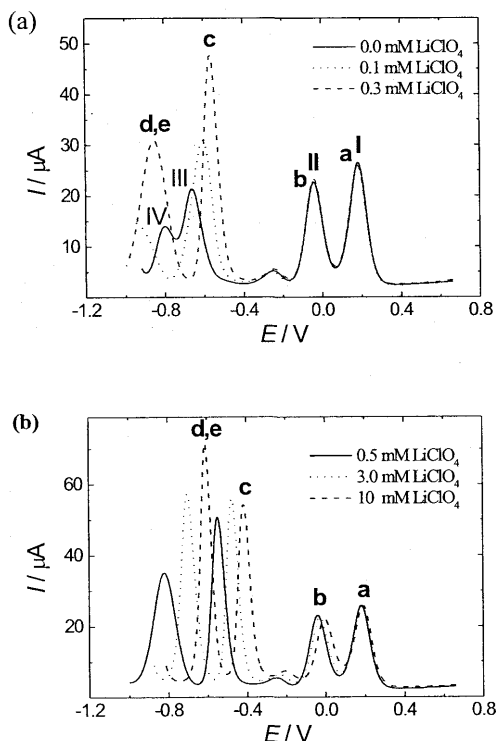 (a)
50
40
30
20
10
I / μA
c
d,e
III
IV
II
b
I
a
0.0 mM LiClO4
0.1 mM LiClO4
0.3 mM LiClO4
-1.2 -0.8 -0.4 0.0 0.4 0.8
E / V
(b)
60
40
20
I / μA
d,e
c
b
a
0.5 mM LiClO4
3.0 mM LiClO4
10 mM LiClO4
-1.2 -0.8 -0.4 0.0 0.4 0.8
E / V